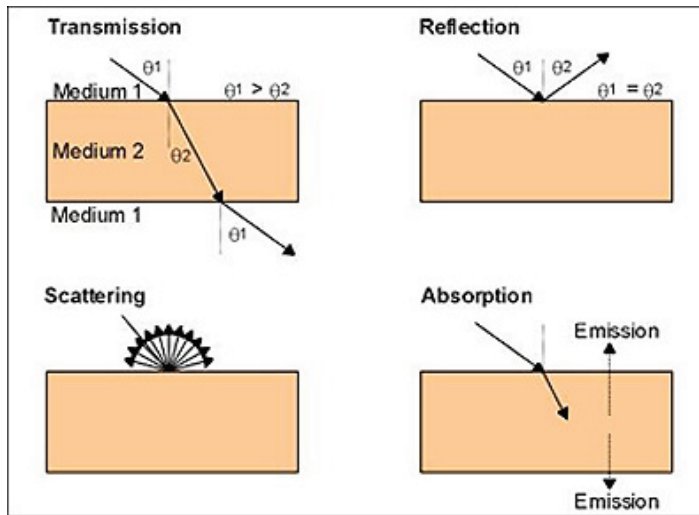 Transmission
θ1
Medium 1
θ1 > θ2
Medium 2
θ2
Medium 1
θ1
Reflection
θ1 θ2
θ1 = θ2
Scattering
Absorption
Emission
Emission